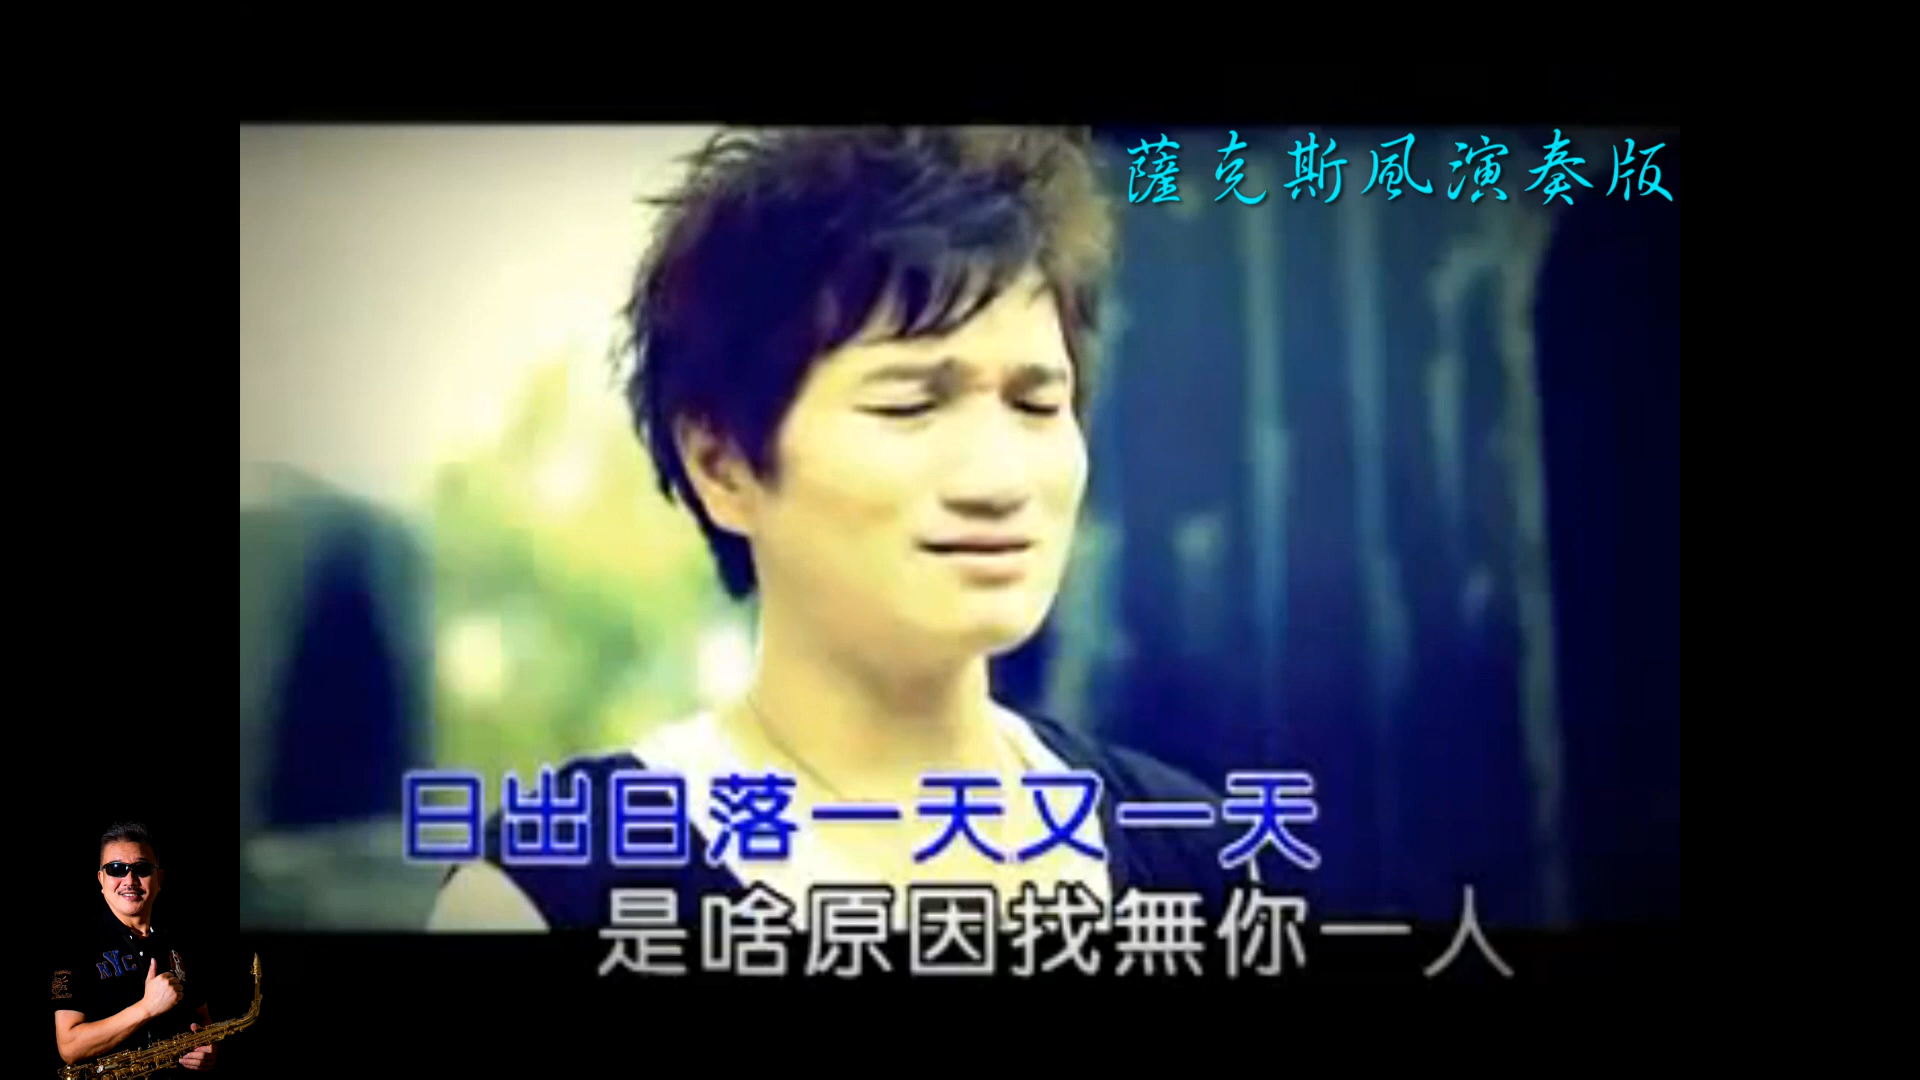 薩克斯風演奏版
日出日落一天又一天
是啥原因找無你一人
NYC